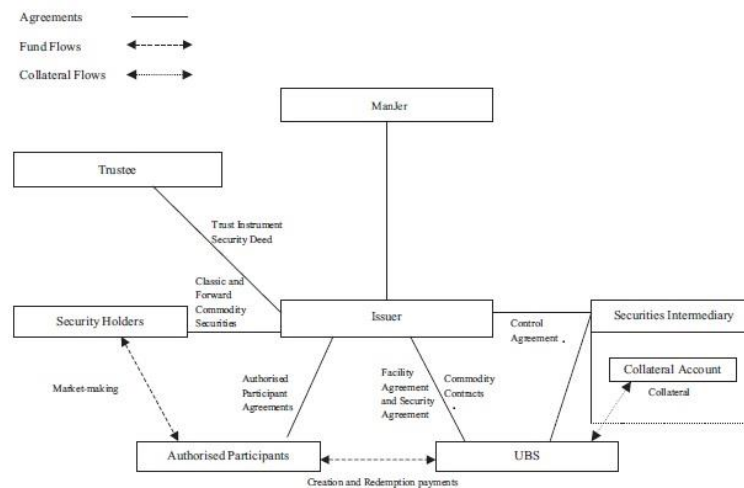 Agreements
Fund Flows
Collateral Flows
ManJer
Trustee
Trust Instrument
Security Deed
Classic and
Forward
Commodity
Securities
Security Holders
Issuer
Control
Agreement .
Securities Intermediary
Collateral Account
Collateral
Market-making
Authorised
Participant
Agreements
Facility
Agreement
and Security
Agreement
Commodity
Contracts
.
Authorised Participants
UBS
Creation and Redemption payments